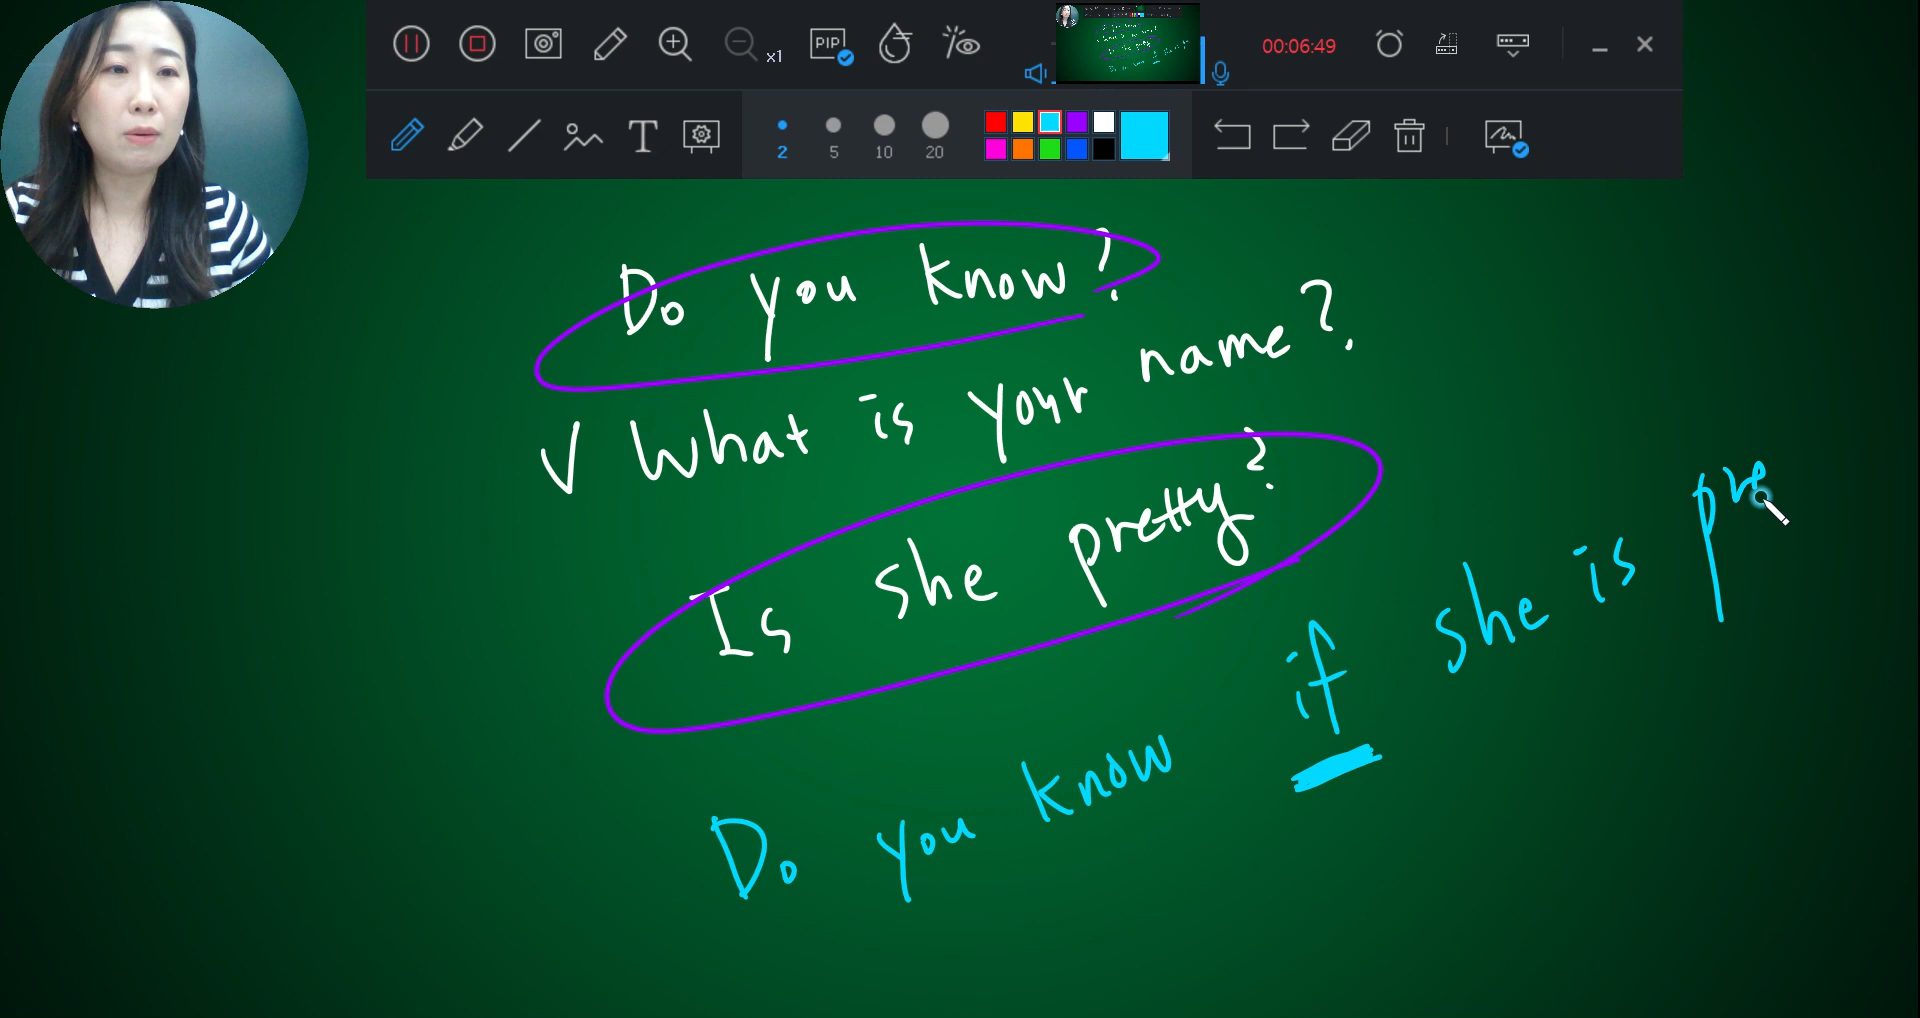 x1
PIP
00:06:49
T
2 5 10 20
Do you know?
V What is your name?
Is she pretty?
Do you know if she is pre